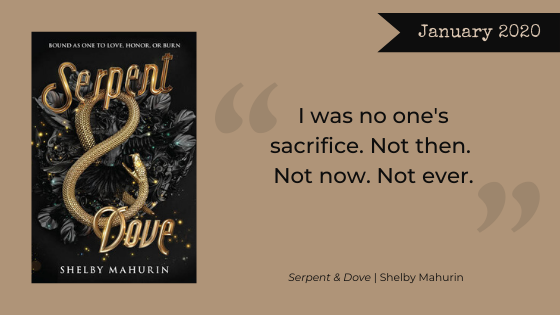 January 2020
BOUND AS ONE TO LOVE, HONOR, OR BURN
Serpent
&
Dove
SHELBY MAHURIN
“
I was no one's
sacrifice. Not then.
Not now. Not ever.
”
Serpent & Dove | Shelby Mahurin